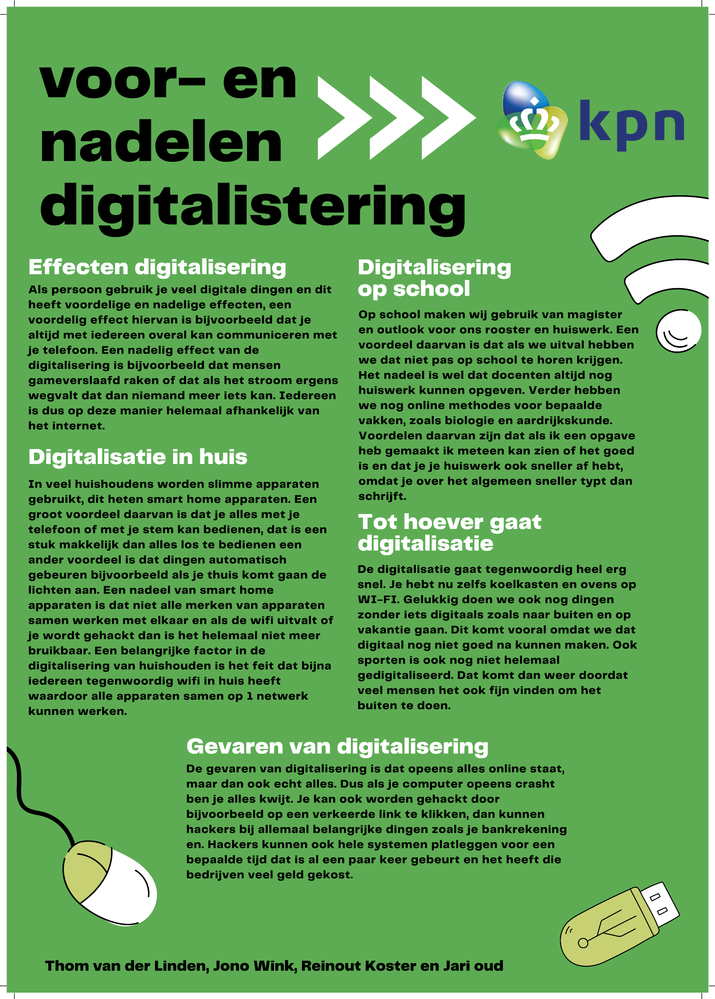 voor- en
nadelen
digitalistering
kpn
Effecten digitalisering
Als persoon gebruik je veel digitale dingen en dit
heeft voordelige en nadelige effecten, een
voordelig effect hiervan is bijvoorbeeld dat je
altijd met iedereen overal kan communiceren met
je telefoon. Een nadelig effect van de
digitalisering is bijvoorbeeld dat mensen
gameverslaafd raken of dat als het stroom ergens
wegvalt dat dan niemand meer iets kan. Iedereen
is dus op deze manier helemaal afhankelijk van
het internet.
Digitalisatie in huis
In veel huishoudens worden slimme apparaten
gebruikt, dit heten smart home apparaten. Een
groot voordeel daarvan is dat je alles met je
telefoon of met je stem kan bedienen, dat is een
stuk makkelijk dan alles los te bedienen een
ander voordeel is dat dingen automatisch
gebeuren bijvoorbeeld als je thuis komt gaan de
lichten aan. Een nadeel van smart home
apparaten is dat niet alle merken van apparaten
samen werken met elkaar en als de wifi uitvalt of
je wordt gehackt dan is het helemaal niet meer
bruikbaar. Een belangrijke factor in de
digitalisering van huishouden is het feit dat bijna
iedereen tegenwoordig wifi in huis heeft
waardoor alle apparaten samen op 1 netwerk
kunnen werken.
Digitalisering
op school
Op school maken wij gebruik van magister
en outlook voor ons rooster en huiswerk. Een
voordeel daarvan is dat als we uitval hebben
we dat niet pas op school te horen krijgen.
Het nadeel is wel dat docenten altijd nog
huiswerk kunnen opgeven. Verder hebben
we nog online methodes voor bepaalde
vakken, zoals biologie en aardrijkskunde.
Voordelen daarvan zijn dat als ik een opgave
heb gemaakt ik meteen kan zien of het goed
is en dat je je huiswerk ook sneller af hebt,
omdat je over het algemeen sneller typt dan
schrijft.
Tot hoever gaat
digitalisatie
De digitalisatie gaat tegenwoordig heel erg
snel. Je hebt nu zelfs koelkasten en ovens op
WI-FI. Gelukkig doen we ook nog dingen
zonder iets digitaals zoals naar buiten en op
vakantie gaan. Dit komt vooral omdat we dat
digitaal nog niet goed na kunnen maken. Ook
sporten is ook nog niet helemaal
gedigitaliseerd. Dat komt dan weer doordat
veel mensen het ook fijn vinden om het
buiten te doen.
Gevaren van digitalisering
De gevaren van digitalisering is dat opeens alles online staat,
maar dan ook echt alles. Dus als je computer opeens crasht
ben je alles kwijt. Je kan ook worden gehackt door
bijvoorbeeld op een verkeerde link te klikken, dan kunnen
hackers bij allemaal belangrijke dingen zoals je bankrekening
en. Hackers kunnen ook hele systemen platleggen voor een
bepaalde tijd dat is al een paar keer gebeurt en het heeft die
bedrijven veel geld gekost.
Thom van der Linden, Jono Wink, Reinout Koster en Jari oud